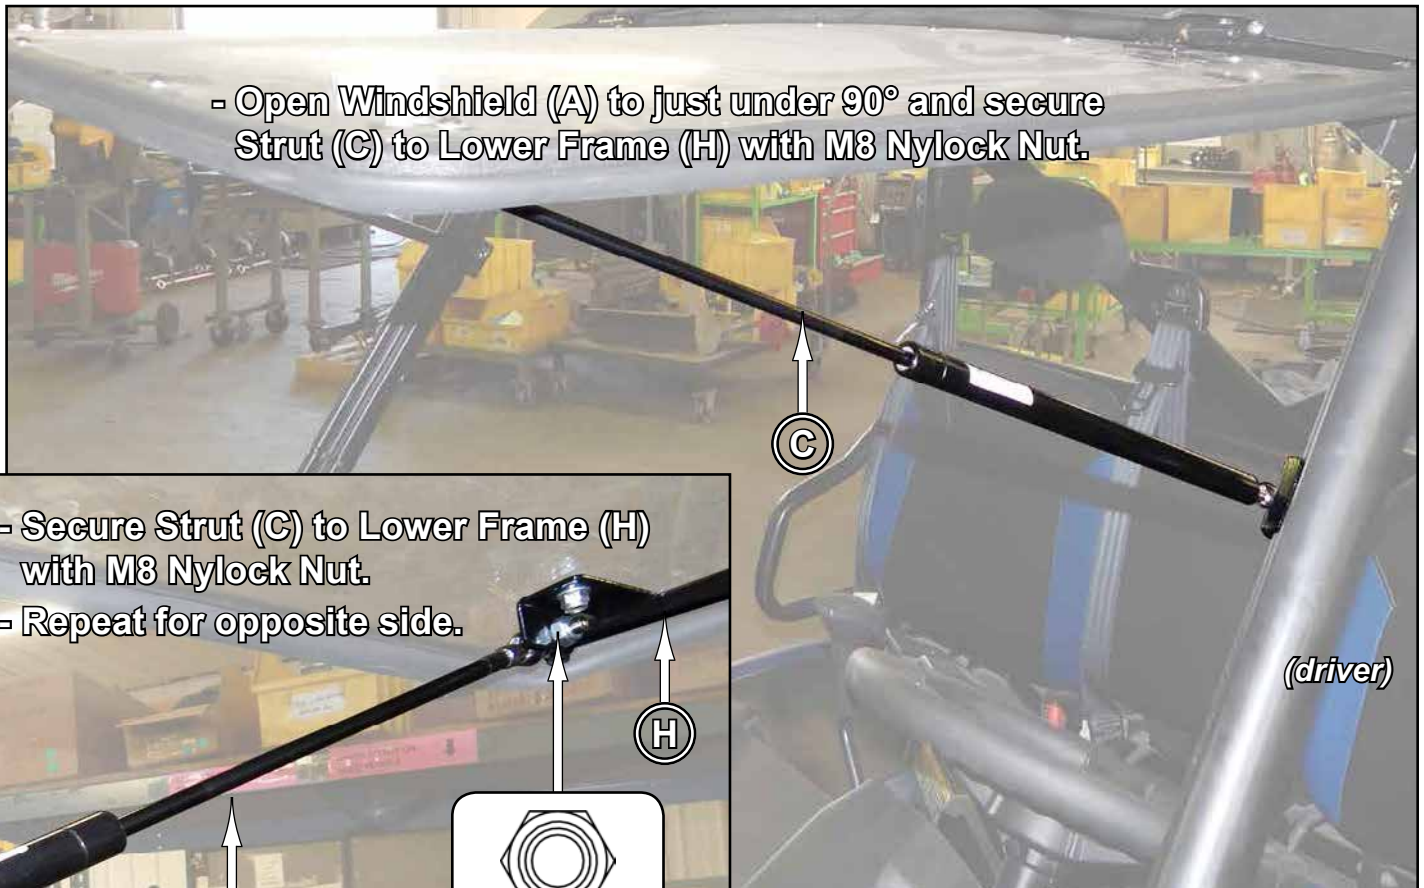 - Open Windshield (A) to just under 90° and secure
Strut (C) to Lower Frame (H) with M8 Nylock Nut.
C
- Secure Strut (C) to Lower Frame (H)
with M8 Nylock Nut.
- Repeat for opposite side.
H
(driver)